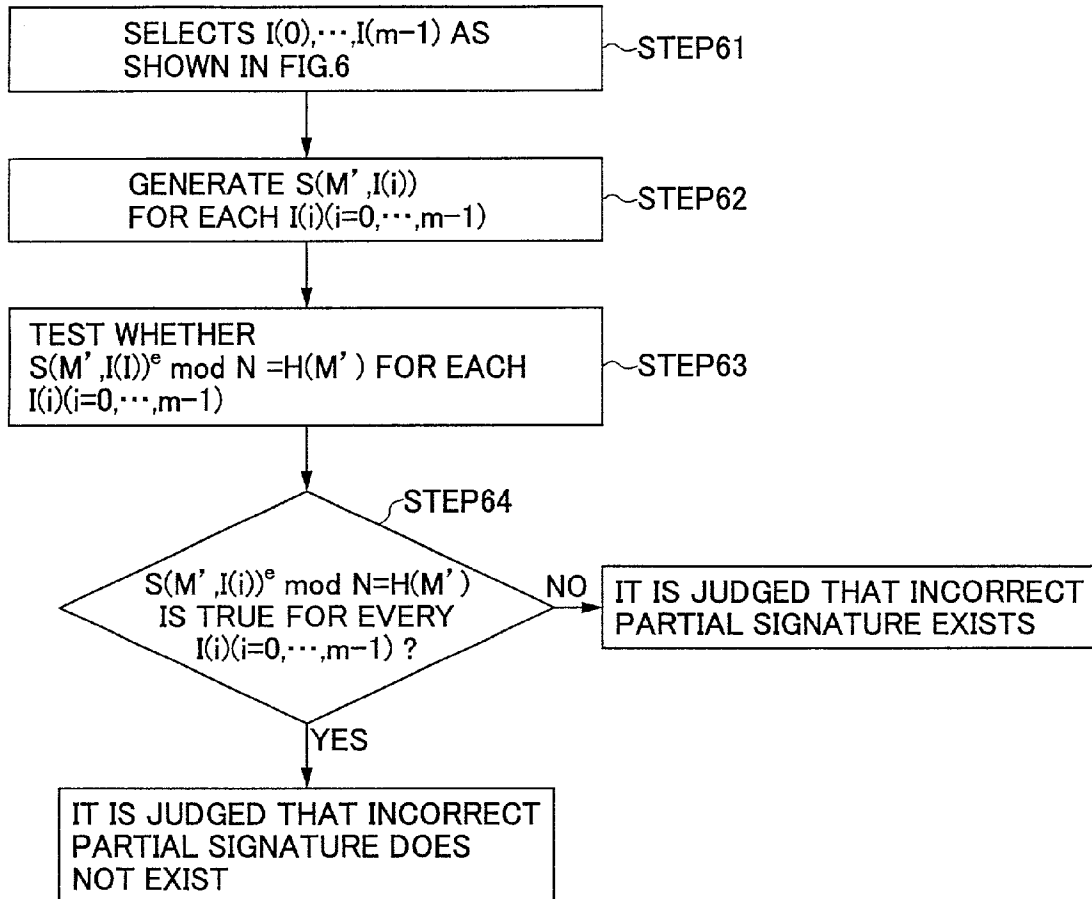 SELECTS I(0),···,I(m-1) AS
SHOWN IN FIG.6
STEP61
GENERATE S(M',I(i))
FOR EACH I(i)(i=0,···,m-1)
STEP62
TEST WHETHER
S(M',I(I))^e mod N =H(M') FOR EACH
I(i)(i=0,···,m-1)
STEP63
STEP64
S(M',I(i))^e mod N=H(M')
IS TRUE FOR EVERY
I(i)(i=0,···,m-1) ?
NO
IT IS JUDGED THAT INCORRECT
PARTIAL SIGNATURE EXISTS
YES
IT IS JUDGED THAT INCORRECT
PARTIAL SIGNATURE DOES
NOT EXIST